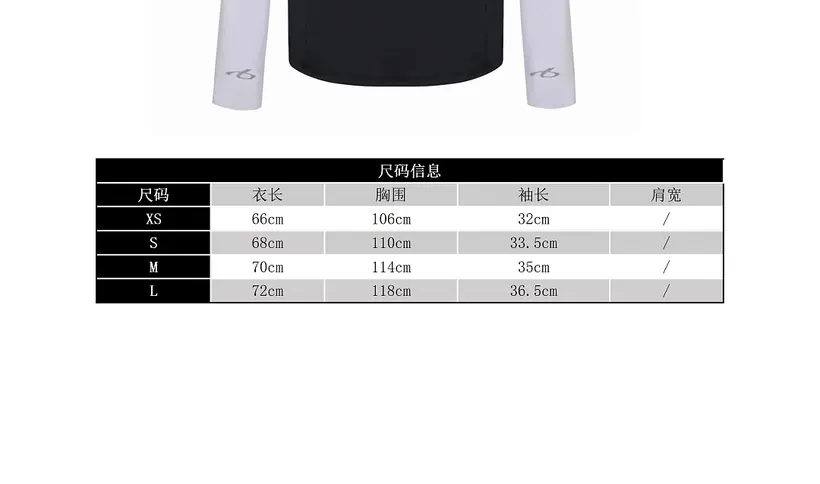 尺码信息
尺码 衣长 胸围 袖长 肩宽
XS 66cm 106cm 32cm /
S 68cm 110cm 33.5cm /
M 70cm 114cm 35cm /
L 72cm 118cm 36.5cm /